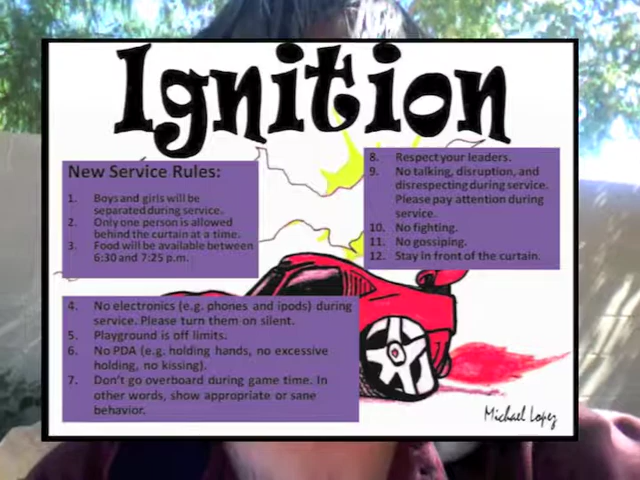 Ignition
New Service Rules:
1. Boys and girls will be
separated during service.
2. Only one person is allowed
behind the curtain at a time.
3. Food will be available between
6:30 and 7:25 p.m.
4. No electronics (e.g. phones and ipods) during
service. Please turn them on silent.
5. Playground is off limits.
6. No PDA (e.g. holding hands, no excessive
holding, no kissing).
7. Don't go overboard during game time. In
other words, show appropriate or sane
behavior.
8. Respect your leaders.
9. No talking, disruption, and
disrespecting during service.
Please pay attention during
service.
10. No fighting.
11. No gossiping.
12. Stay in front of the curtain.
Michael Lopez